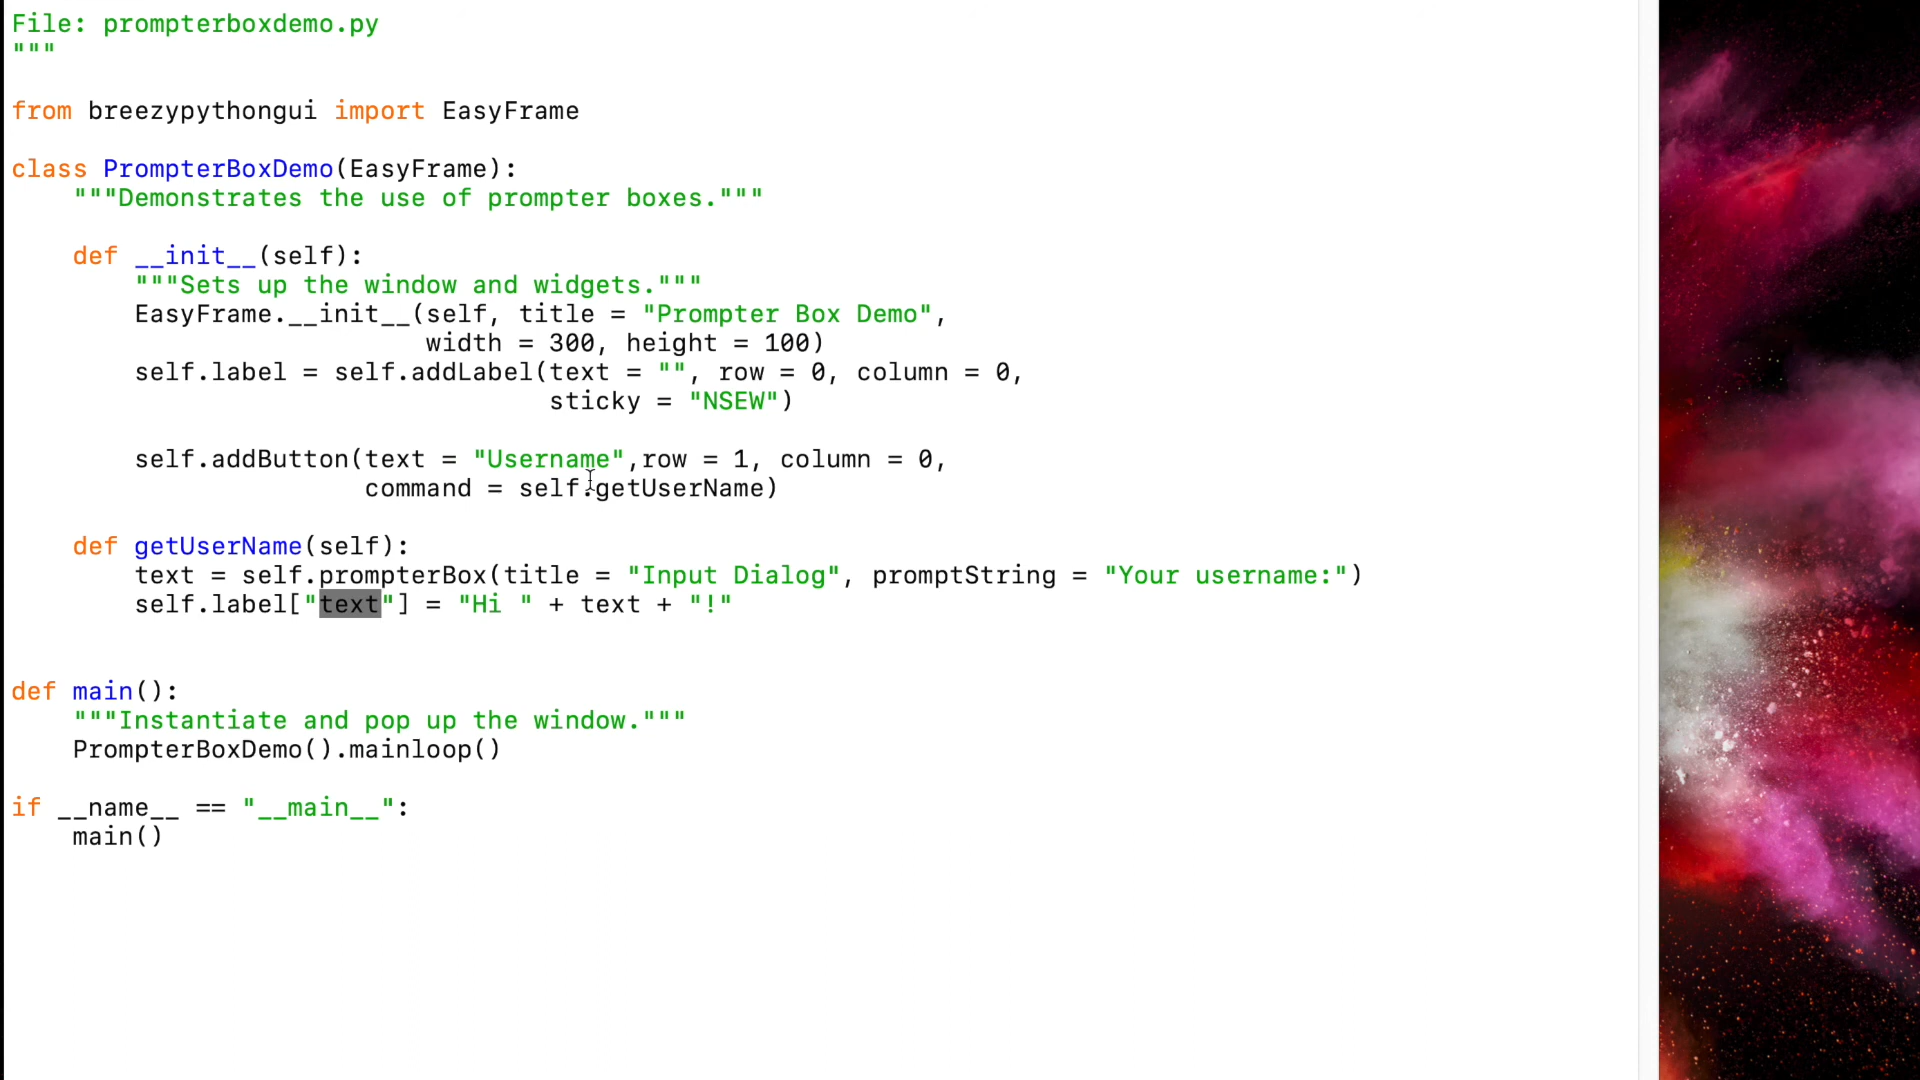 File: prompterboxdemo.py
"""
from breezypythongui import EasyFrame
class PrompterBoxDemo(EasyFrame):
    """Demonstrates the use of prompter boxes."""
    def __init__(self):
        """Sets up the window and widgets."""
        EasyFrame.__init__(self, title = "Prompter Box Demo",
                           width = 300, height = 100)
        self.label = self.addLabel(text = "", row = 0, column = 0,
                                   sticky = "NSEW")
        self.addButton(text = "Username",row = 1, column = 0,
                       command = self.getUserName)
    def getUserName(self):
        text = self.prompterBox(title = "Input Dialog", promptString = "Your username:")
        self.label["text"] = "Hi " + text + "!"
def main():
    """Instantiate and pop up the window."""
    PrompterBoxDemo().mainloop()
if __name__ == "__main__":
    main()